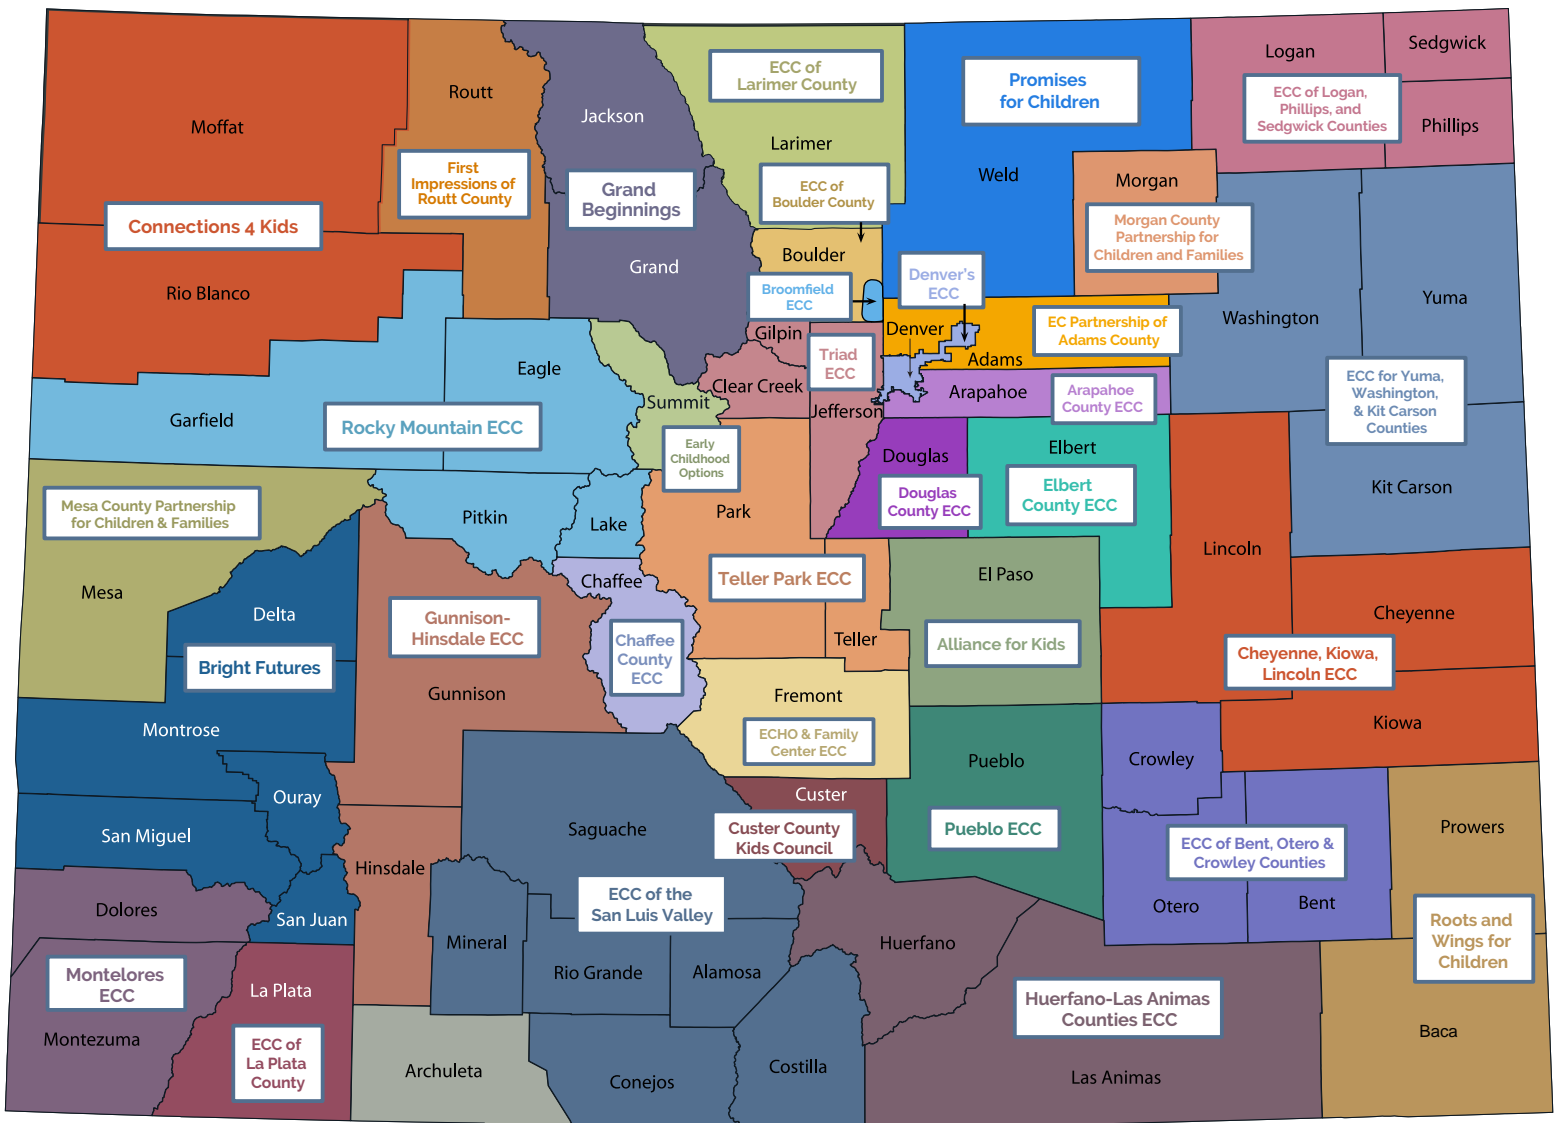 Logan
Sedgwick
ECC of
Larimer County
Promises
for Children
Routt
ECC of Logan,
Phillips, and
Sedgwick Counties
Moffat
Jackson
Phillips
Larimer
First
Impressions of
Routt County
Grand
Beginnings
ECC of
Boulder County
Weld
Morgan
Connections 4 Kids
Morgan County
Partnership for
Children and Families
Boulder
Grand
Denver's
ECC
Rio Blanco
Broomfield
ECC
Yuma
Washington
Gilpin
Denver
EC Partnership of
Adams County
Triad
ECC
Adams
Eagle
Clear Creek
Arapahoe
Arapahoe
County ECC
ECC for Yuma,
Washington,
& Kit Carson
Counties
Summit
Jefferson
Garfield
Rocky Mountain ECC
Early
Childhood
Options
Douglas
Elbert
Douglas
County ECC
Elbert
County ECC
Kit Carson
Mesa County Partnership
for Children & Families
Pitkin
Lake
Park
Lincoln
Mesa
Chaffee
Teller Park ECC
El Paso
Delta
Gunnison-
Hinsdale ECC
Cheyenne
Chaffee
County
ECC
Teller
Alliance for Kids
Bright Futures
Cheyenne, Kiowa,
Lincoln ECC
Gunnison
Fremont
Montrose
ECHO & Family
Center ECC
Kiowa
Pueblo
Crowley
Ouray
Custer
San Miguel
Saguache
Custer County
Kids Council
Pueblo ECC
ECC of Bent, Otero &
Crowley Counties
Prowers
Hinsdale
Dolores
San Juan
ECC of the
San Luis Valley
Otero
Bent
Mineral
Huerfano
Roots and
Wings for
Children
Rio Grande
Alamosa
Montelores
ECC
La Plata
Huerfano-Las Animas
Counties ECC
Montezuma
ECC of
La Plata
County
Archuleta
Conejos
Costilla
Las Animas
Baca